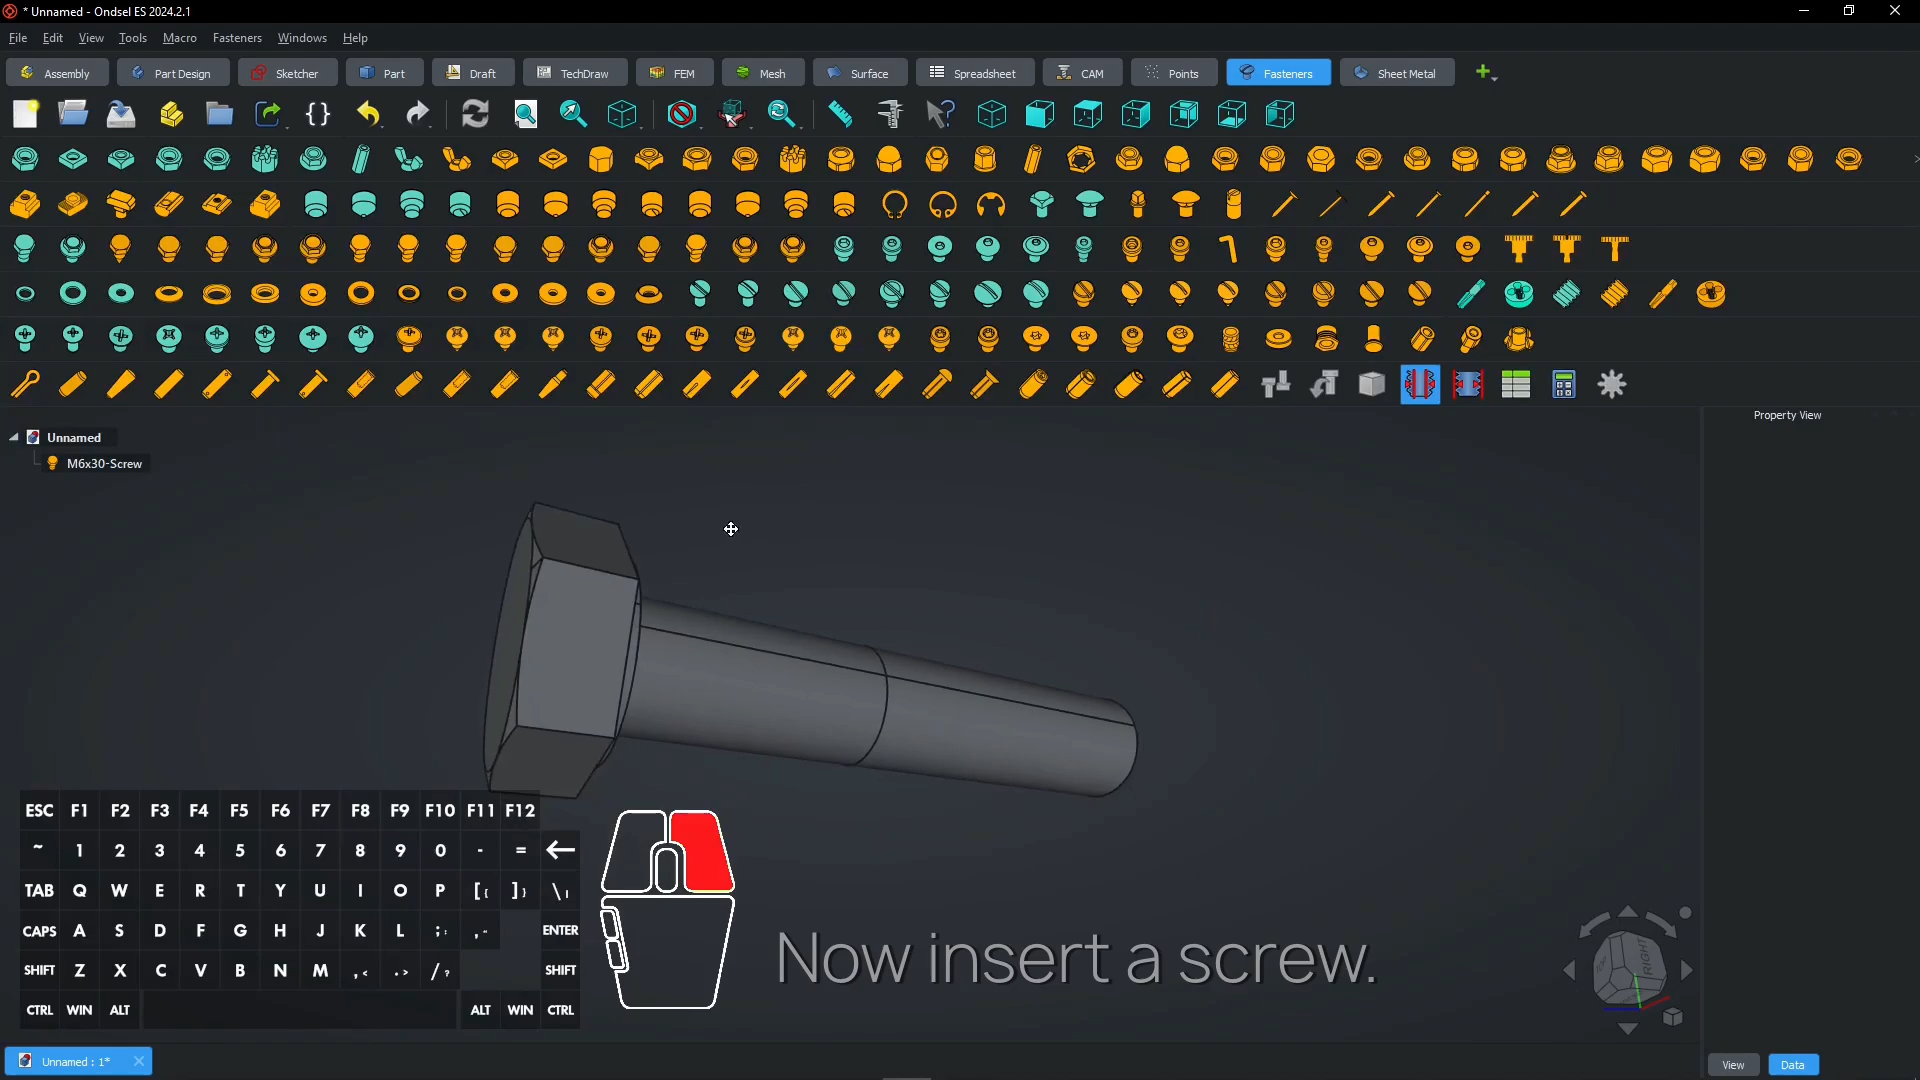 * Unnamed - Ondsel ES 2024.2.1
File Edit View Tools Macro Fasteners Windows Help
Assembly Part Design Sketcher Part Draft TechDraw FEM Mesh Surface Spreadsheet CAM Points Fasteners Sheet Metal
Property View
Unnamed
M6x30-Screw
ESC F1 F2 F3 F4 F5 F6 F7 F8 F9 F10 F11 F12
~ 1 2 3 4 5 6 7 8 9 0 - =
TAB Q W E R T Y U I O P [{ ]} \|
CAPS A S D F G H J K L ;: ," ENTER
SHIFT Z X C V B N M ,< .> /? SHIFT
CTRL WIN ALT ALT WIN CTRL
Now insert a screw.
RIGHT
Unnamed : 1*
View Data